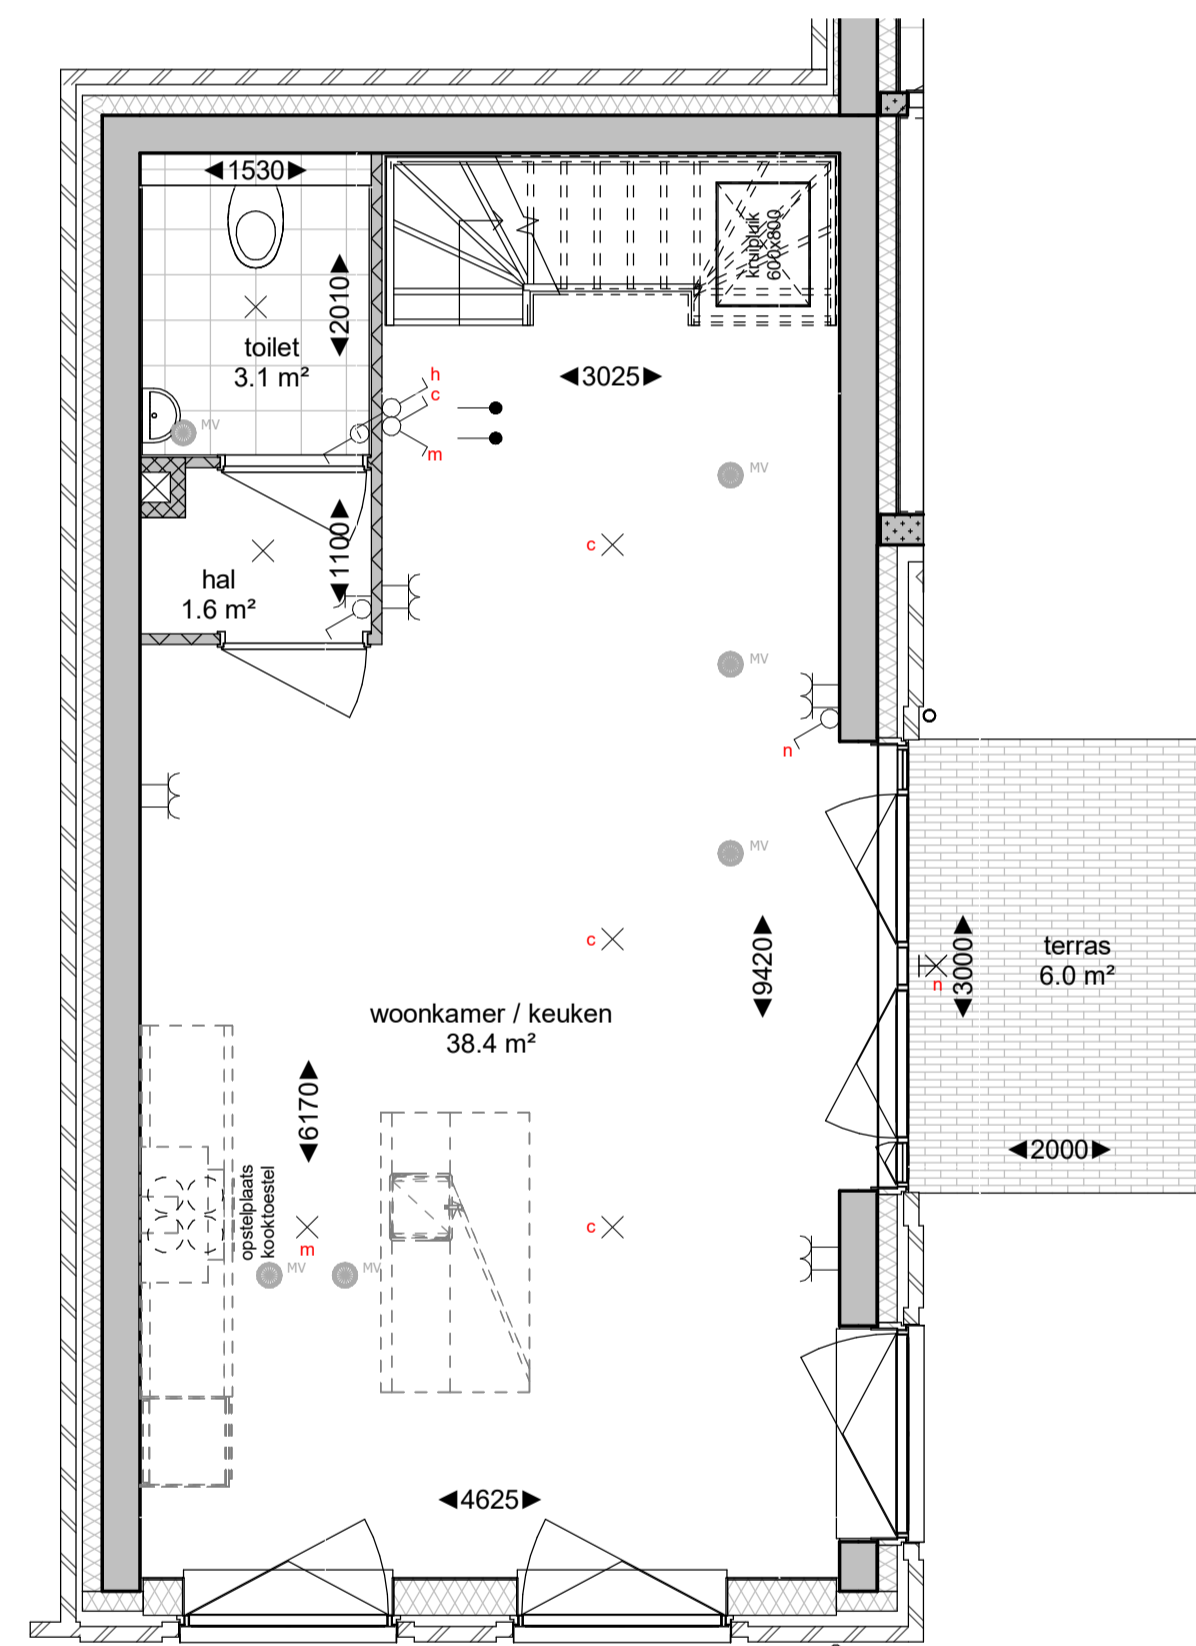 1530
kruipluik
600x800
2010
toilet
3.1 m²
3025
h
c
m
MV
MV
c
1100
hal
1.6 m²
MV
n
MV
c
9420
n
3000
terras
6.0 m²
woonkamer / keuken
38.4 m²
6170
2000
opstelplaats
kooktoestel
m
c
MV
MV
4625